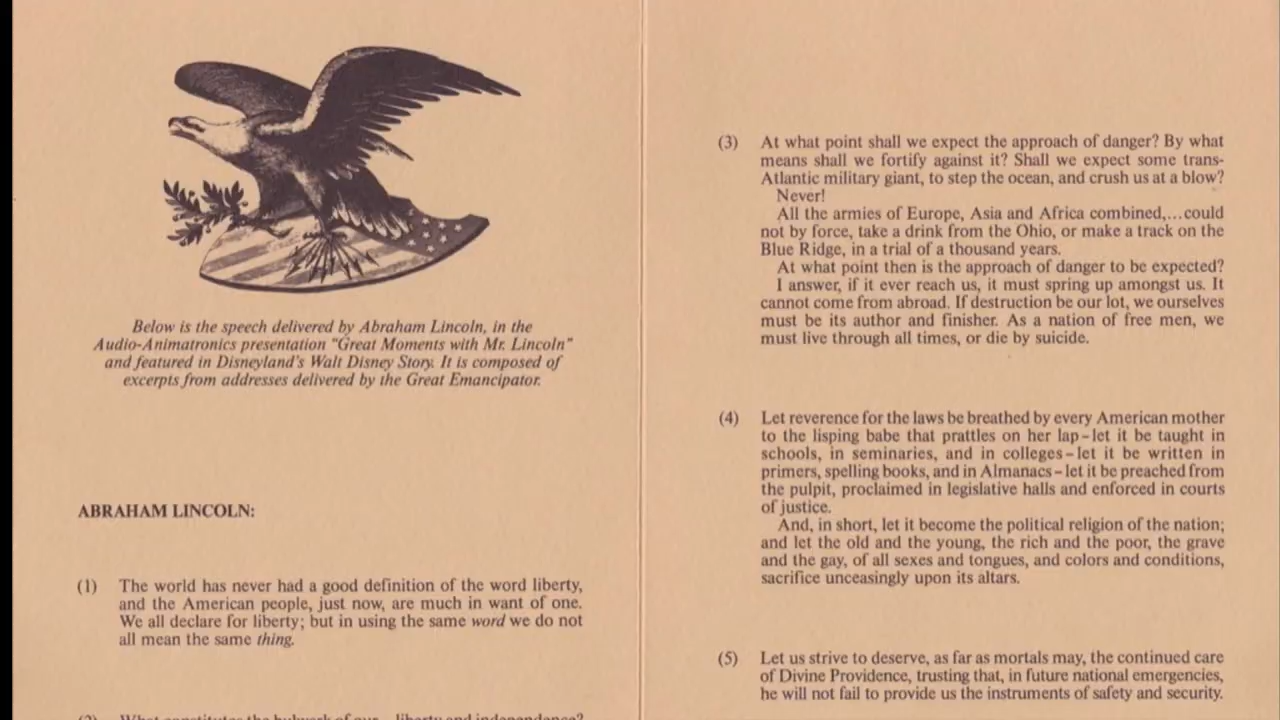 Below is the speech delivered by Abraham Lincoln, in the
Audio-Animatronics presentation "Great Moments with Mr. Lincoln"
and featured in Disneyland's Walt Disney Story. It is composed of
excerpts from addresses delivered by the Great Emancipator.
ABRAHAM LINCOLN:
(1) The world has never had a good definition of the word liberty,
and the American people, just now, are much in want of one.
We all declare for liberty; but in using the same word we do not
all mean the same thing.
(2) What constitutes the bulwark of our...liberty and independence?
(3) At what point shall we expect the approach of danger? By what
means shall we fortify against it? Shall we expect some trans-
Atlantic military giant, to step the ocean, and crush us at a blow?
Never!
All the armies of Europe, Asia and Africa combined,...could
not by force, take a drink from the Ohio, or make a track on the
Blue Ridge, in a trial of a thousand years.
At what point then is the approach of danger to be expected?
I answer, if it ever reach us, it must spring up amongst us. It
cannot come from abroad. If destruction be our lot, we ourselves
must be its author and finisher. As a nation of free men, we
must live through all times, or die by suicide.
(4) Let reverence for the laws be breathed by every American mother
to the lisping babe that prattles on her lap–let it be taught in
schools, in seminaries, and in colleges–let it be written in
primers, spelling books, and in Almanacs–let it be preached from
the pulpit, proclaimed in legislative halls and enforced in courts
of justice.
And, in short, let it become the political religion of the nation;
and let the old and the young, the rich and the poor, the grave
and the gay, of all sexes and tongues, and colors and conditions,
sacrifice unceasingly upon its altars.
(5) Let us strive to deserve, as far as mortals may, the continued care
of Divine Providence, trusting that, in future national emergencies,
he will not fail to provide us the instruments of safety and security.